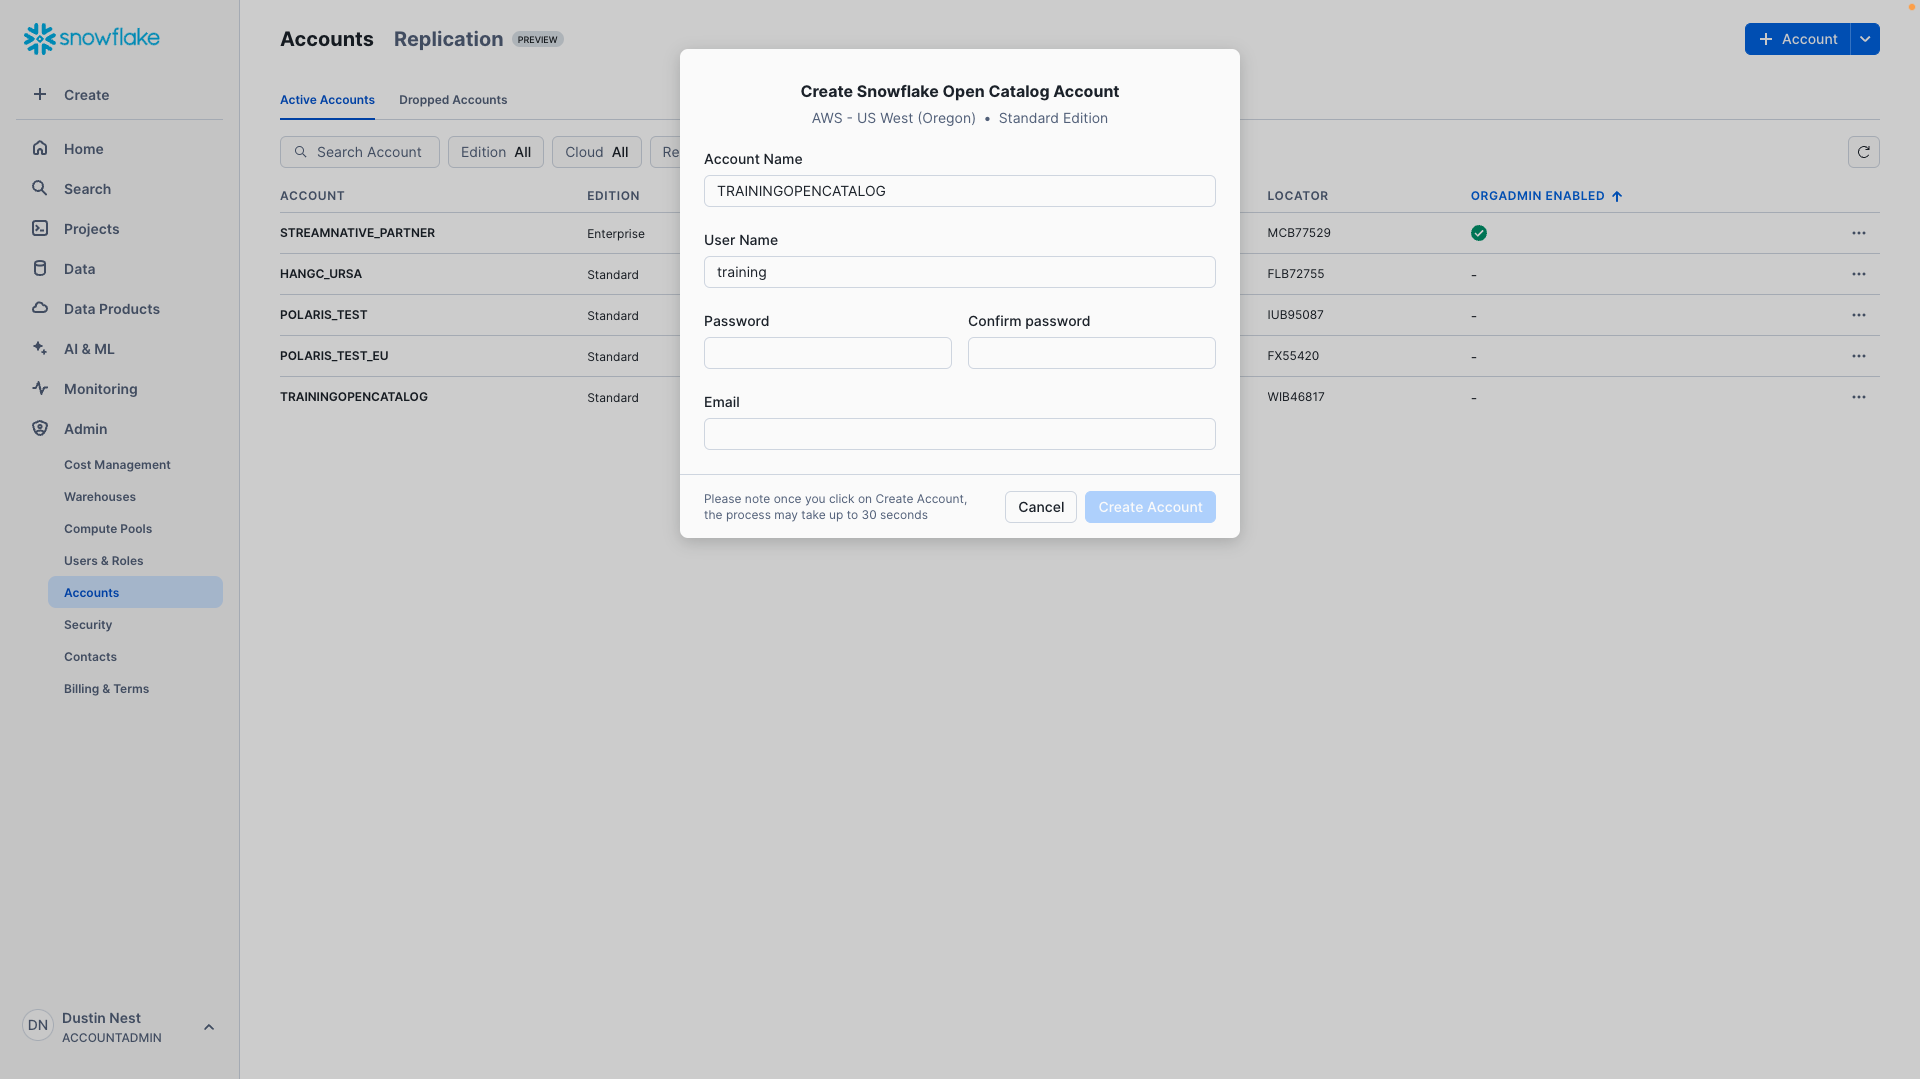 snowflake
Create
Home
Search
Projects
Data
Data Products
AI & ML
Monitoring
Admin
Cost Management
Warehouses
Compute Pools
Users & Roles
Accounts
Security
Contacts
Billing & Terms
DN
Dustin Nest
ACCOUNTADMIN
Accounts Replication PREVIEW
Account
Active Accounts Dropped Accounts
Search Account Edition All Cloud All Re
ACCOUNT EDITION LOCATOR ORGADMIN ENABLED
STREAMNATIVE_PARTNER Enterprise MCB77529
HANGC_URSA Standard FLB72755 -
POLARIS_TEST Standard IUB95087 -
POLARIS_TEST_EU Standard FX55420 -
TRAININGOPENCATALOG Standard WIB46817 -
Create Snowflake Open Catalog Account
AWS - US West (Oregon) • Standard Edition
Account Name
TRAININGOPENCATALOG
User Name
training
Password Confirm password
Email
Please note once you click on Create Account,
the process may take up to 30 seconds
Cancel Create Account